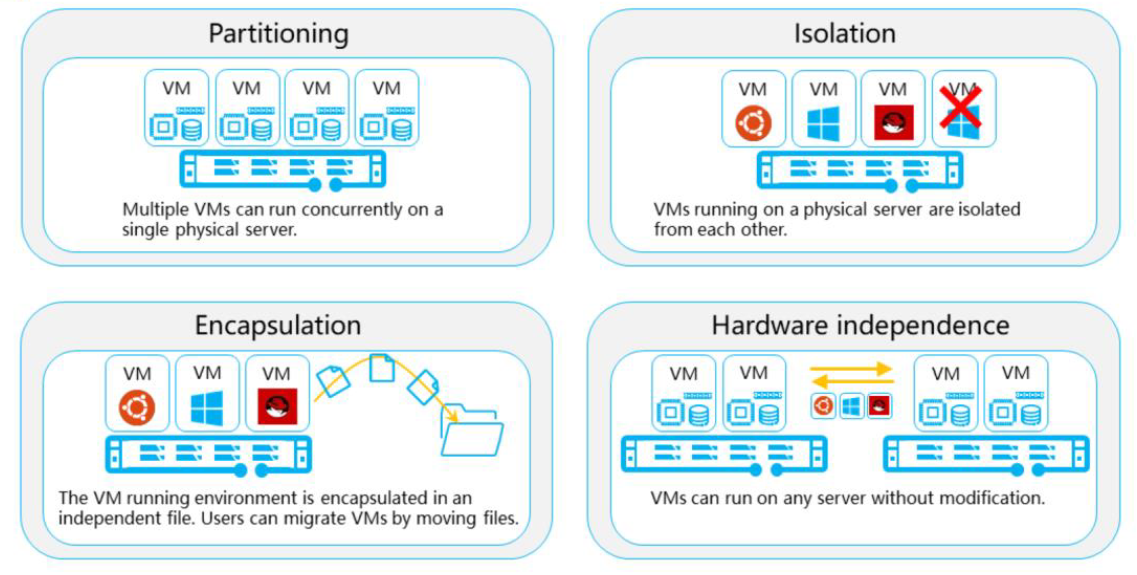 Partitioning
VM VM VM VM
Multiple VMs can run concurrently on a
single physical server.
Isolation
VM VM VM VM
VMs running on a physical server are isolated
from each other.
Encapsulation
VM VM VM
The VM running environment is encapsulated in an
independent file. Users can migrate VMs by moving files.
Hardware independence
VM VM VM VM
VMs can run on any server without modification.